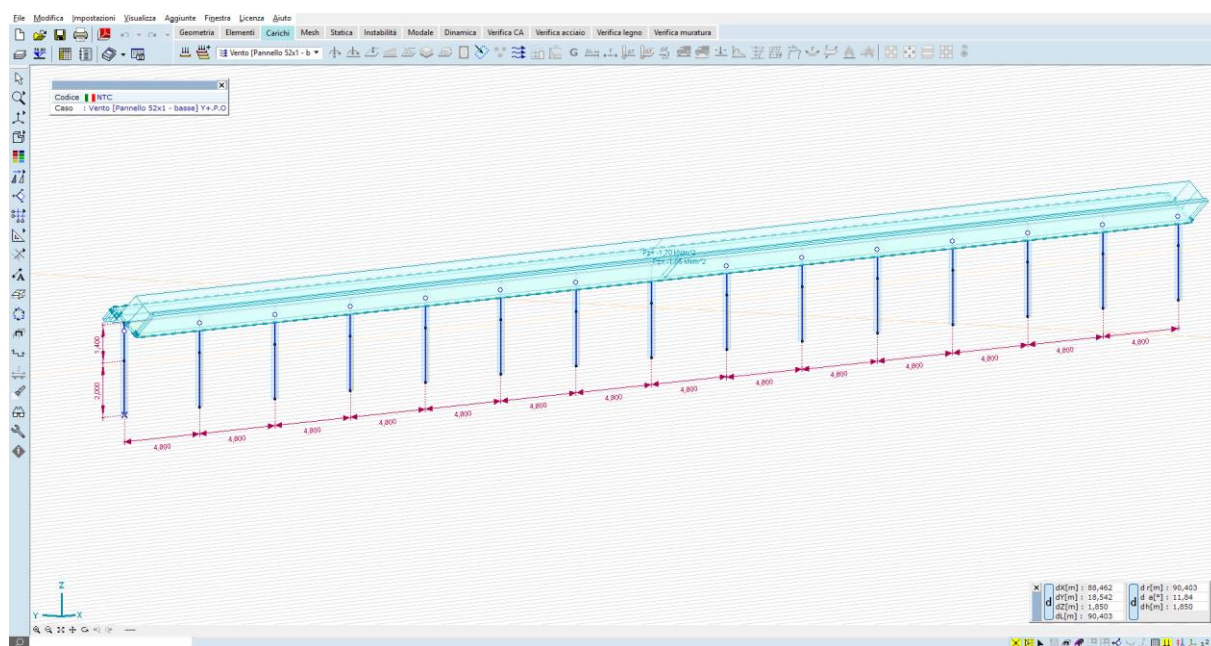 File Modifica Impostazioni Visualizza Aggiunte Finestra Licenza Aiuto
Geometria Elementi Carichi Mesh Statica Instabilità Modale Dinamica Verifica CA Verifica acciaio Verifica legno Verifica muratura
Vento [Pannello 52x1 - b
Codice NTC
Caso : Vento [Pannello 52x1 - basse] Y+.P.O
1,400
2,000
4,800
4,800
4,800
4,800
4,800
4,800
4,800
4,800
4,800
4,800
4,800
4,800
4,800
4,800
Z
Y X
dX[m] : 88,462
dY[m] : 18,542
dZ[m] : 1,850
dL[m] : 90,403
d
d r[m] : 90,403
d a[°] : 11,84
dh[m] : 1,850
d